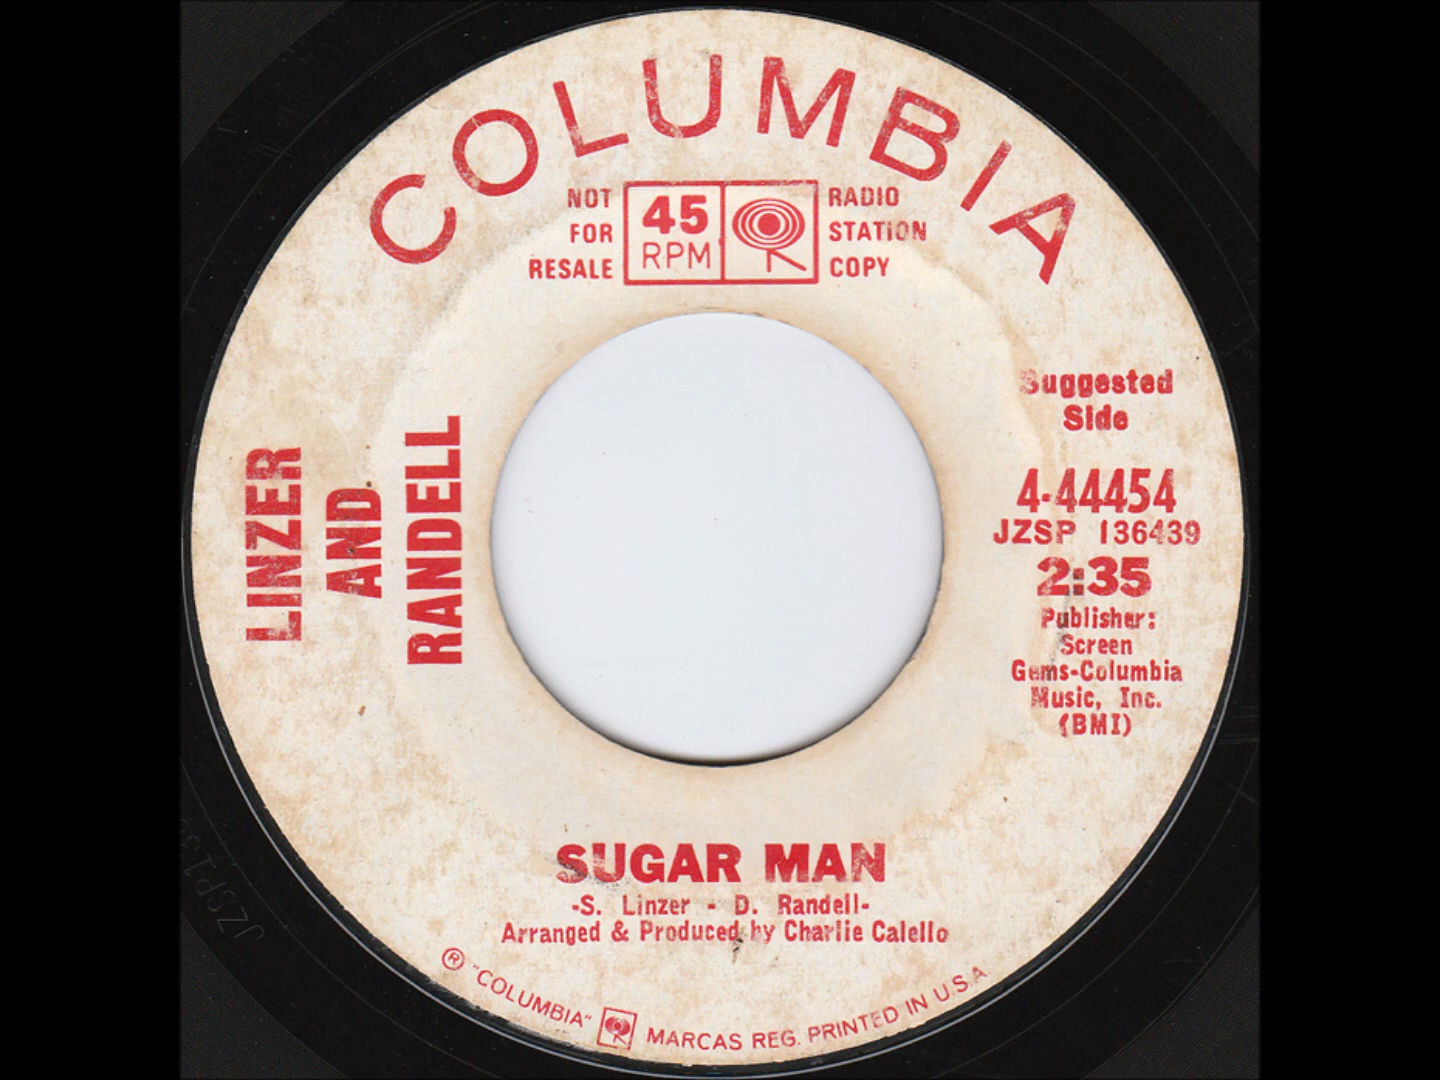 COLUMBIA
NOT
FOR
RESALE
45
RPM
RADIO
STATION
COPY
Suggested
Side
LINZER
AND
RANDELL
4-44454
JZSP 136439
2:35
Publisher:
Screen
Gems-Columbia
Music, Inc.
(BMI)
SUGAR MAN
-S. Linzer - D. Randell-
Arranged & Produced by Charlie Calello
® "COLUMBIA" MARCAS REG. PRINTED IN U.S.A.